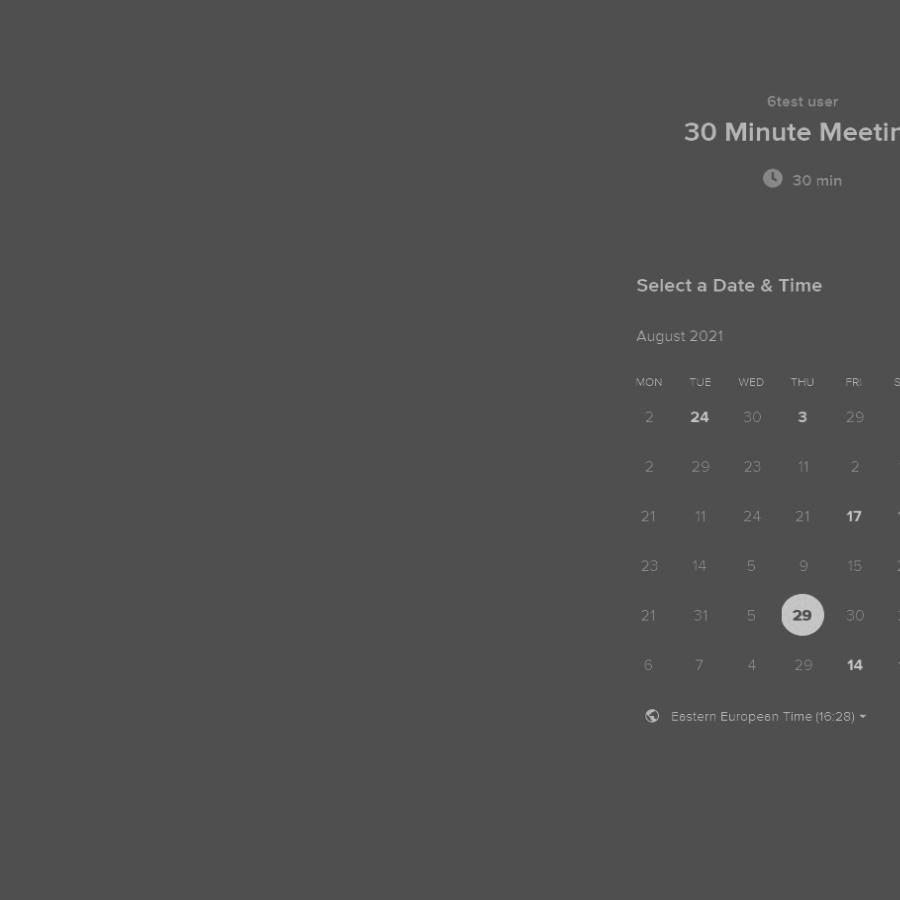 6test user
30 Minute Meetin
30 min
Select a Date & Time
August 2021
MON TUE WED THU FRI S
2 24 30 3 29
2 29 23 11 2
21 11 24 21 17
23 14 5 9 15
21 31 5 29 30
6 7 4 29 14
Eastern European Time (16:28)